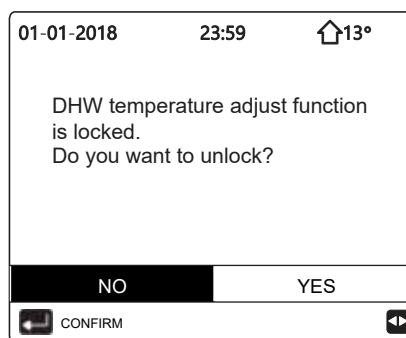 01-01-2018 23:59 13°
DHW temperature adjust function
is locked.
Do you want to unlock?
NO YES
CONFIRM